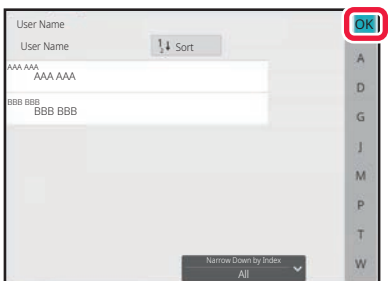 User Name
OK
User Name
Sort
A
AAA AAA
AAA AAA
D
BBB BBB
BBB BBB
G
J
M
P
T
Narrow Down by Index
All
W